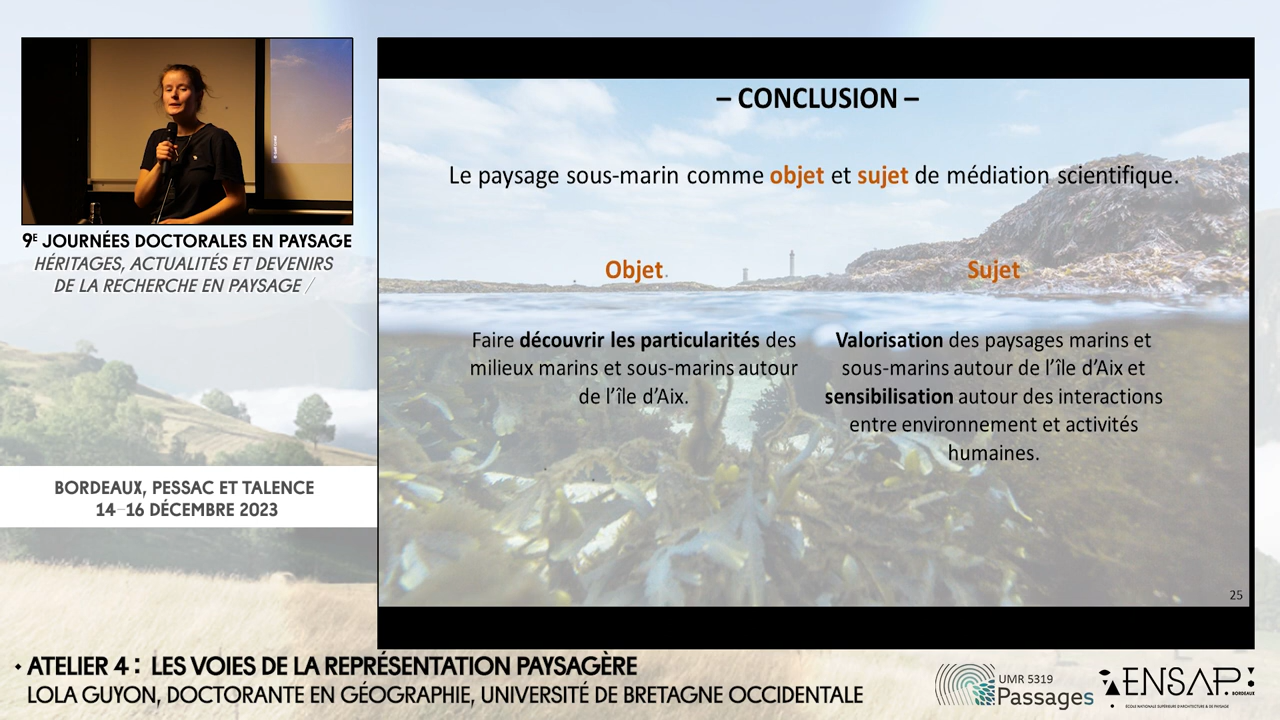 9E JOURNÉES DOCTORALES EN PAYSAGE
HÉRITAGES, ACTUALITÉS ET DEVENIRS
DE LA RECHERCHE EN PAYSAGE /
BORDEAUX, PESSAC ET TALENCE
14–16 DÉCEMBRE 2023
– CONCLUSION –
Le paysage sous-marin comme objet et sujet de médiation scientifique.
Objet.
Faire découvrir les particularités des
milieux marins et sous-marins autour
de l’île d’Aix.
Sujet
Valorisation des paysages marins et
sous-marins autour de l’île d’Aix et
sensibilisation autour des interactions
entre environnement et activités
humaines.
25
ATELIER 4 : LES VOIES DE LA REPRÉSENTATION PAYSAGÈRE
LOLA GUYON, DOCTORANTE EN GÉOGRAPHIE, UNIVERSITÉ DE BRETAGNE OCCIDENTALE
UMR 5319
Passages
ENSAP
BORDEAUX
ÉCOLE NATIONALE SUPÉRIEURE D'ARCHITECTURE & DE PAYSAGE